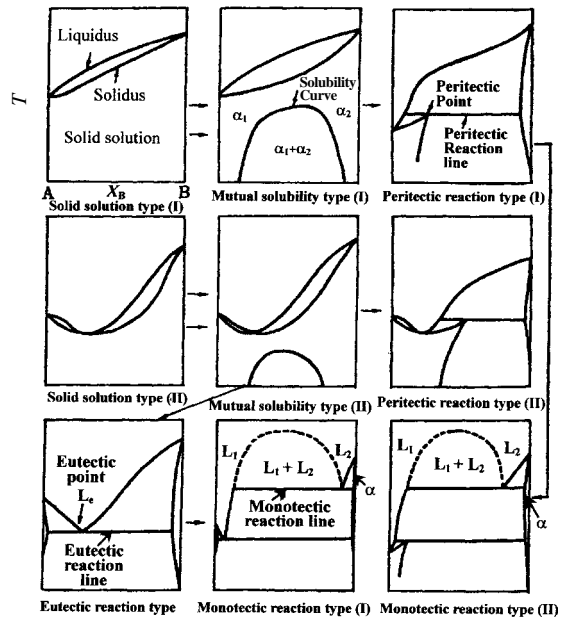 T
Liquidus
Solidus
Solid solution
A
X_B
B
Solid solution type (I)
Solubility
Curve
α₁
α₂
α₁+α₂
Mutual solubility type (I)
Peritectic
Point
Peritectic
Reaction
line
Peritectic reaction type (I)
Solid solution type (II)
Mutual solubility type (II)
Peritectic reaction type (II)
Eutectic
point
Lₑ
Eutectic
reaction
line
Eutectic reaction type
L₁
L₂
L₁ + L₂
α
Monotectic
reaction line
Monotectic reaction type (I)
L₁
L₂
L₁ + L₂
α
Monotectic reaction type (II)